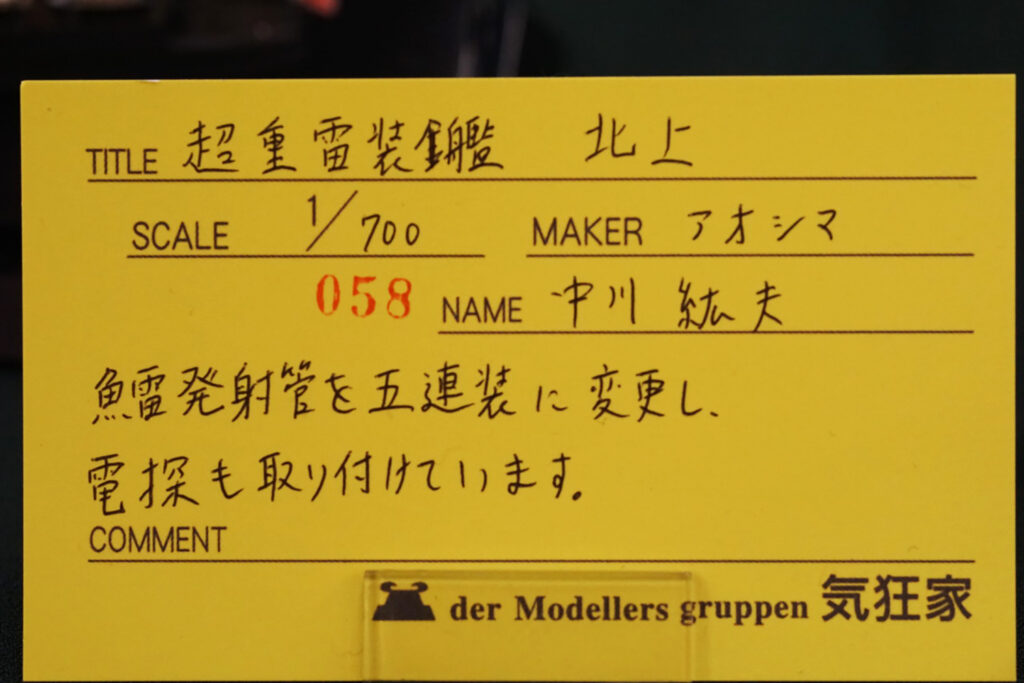 TITLE 超重雷装艦 北上
SCALE 1/700 MAKER アオシマ
058 NAME 中川 紘夫
魚雷発射管を五連装に変更し、
電探も取り付けています。
COMMENT
der Modellers gruppen 気狂家